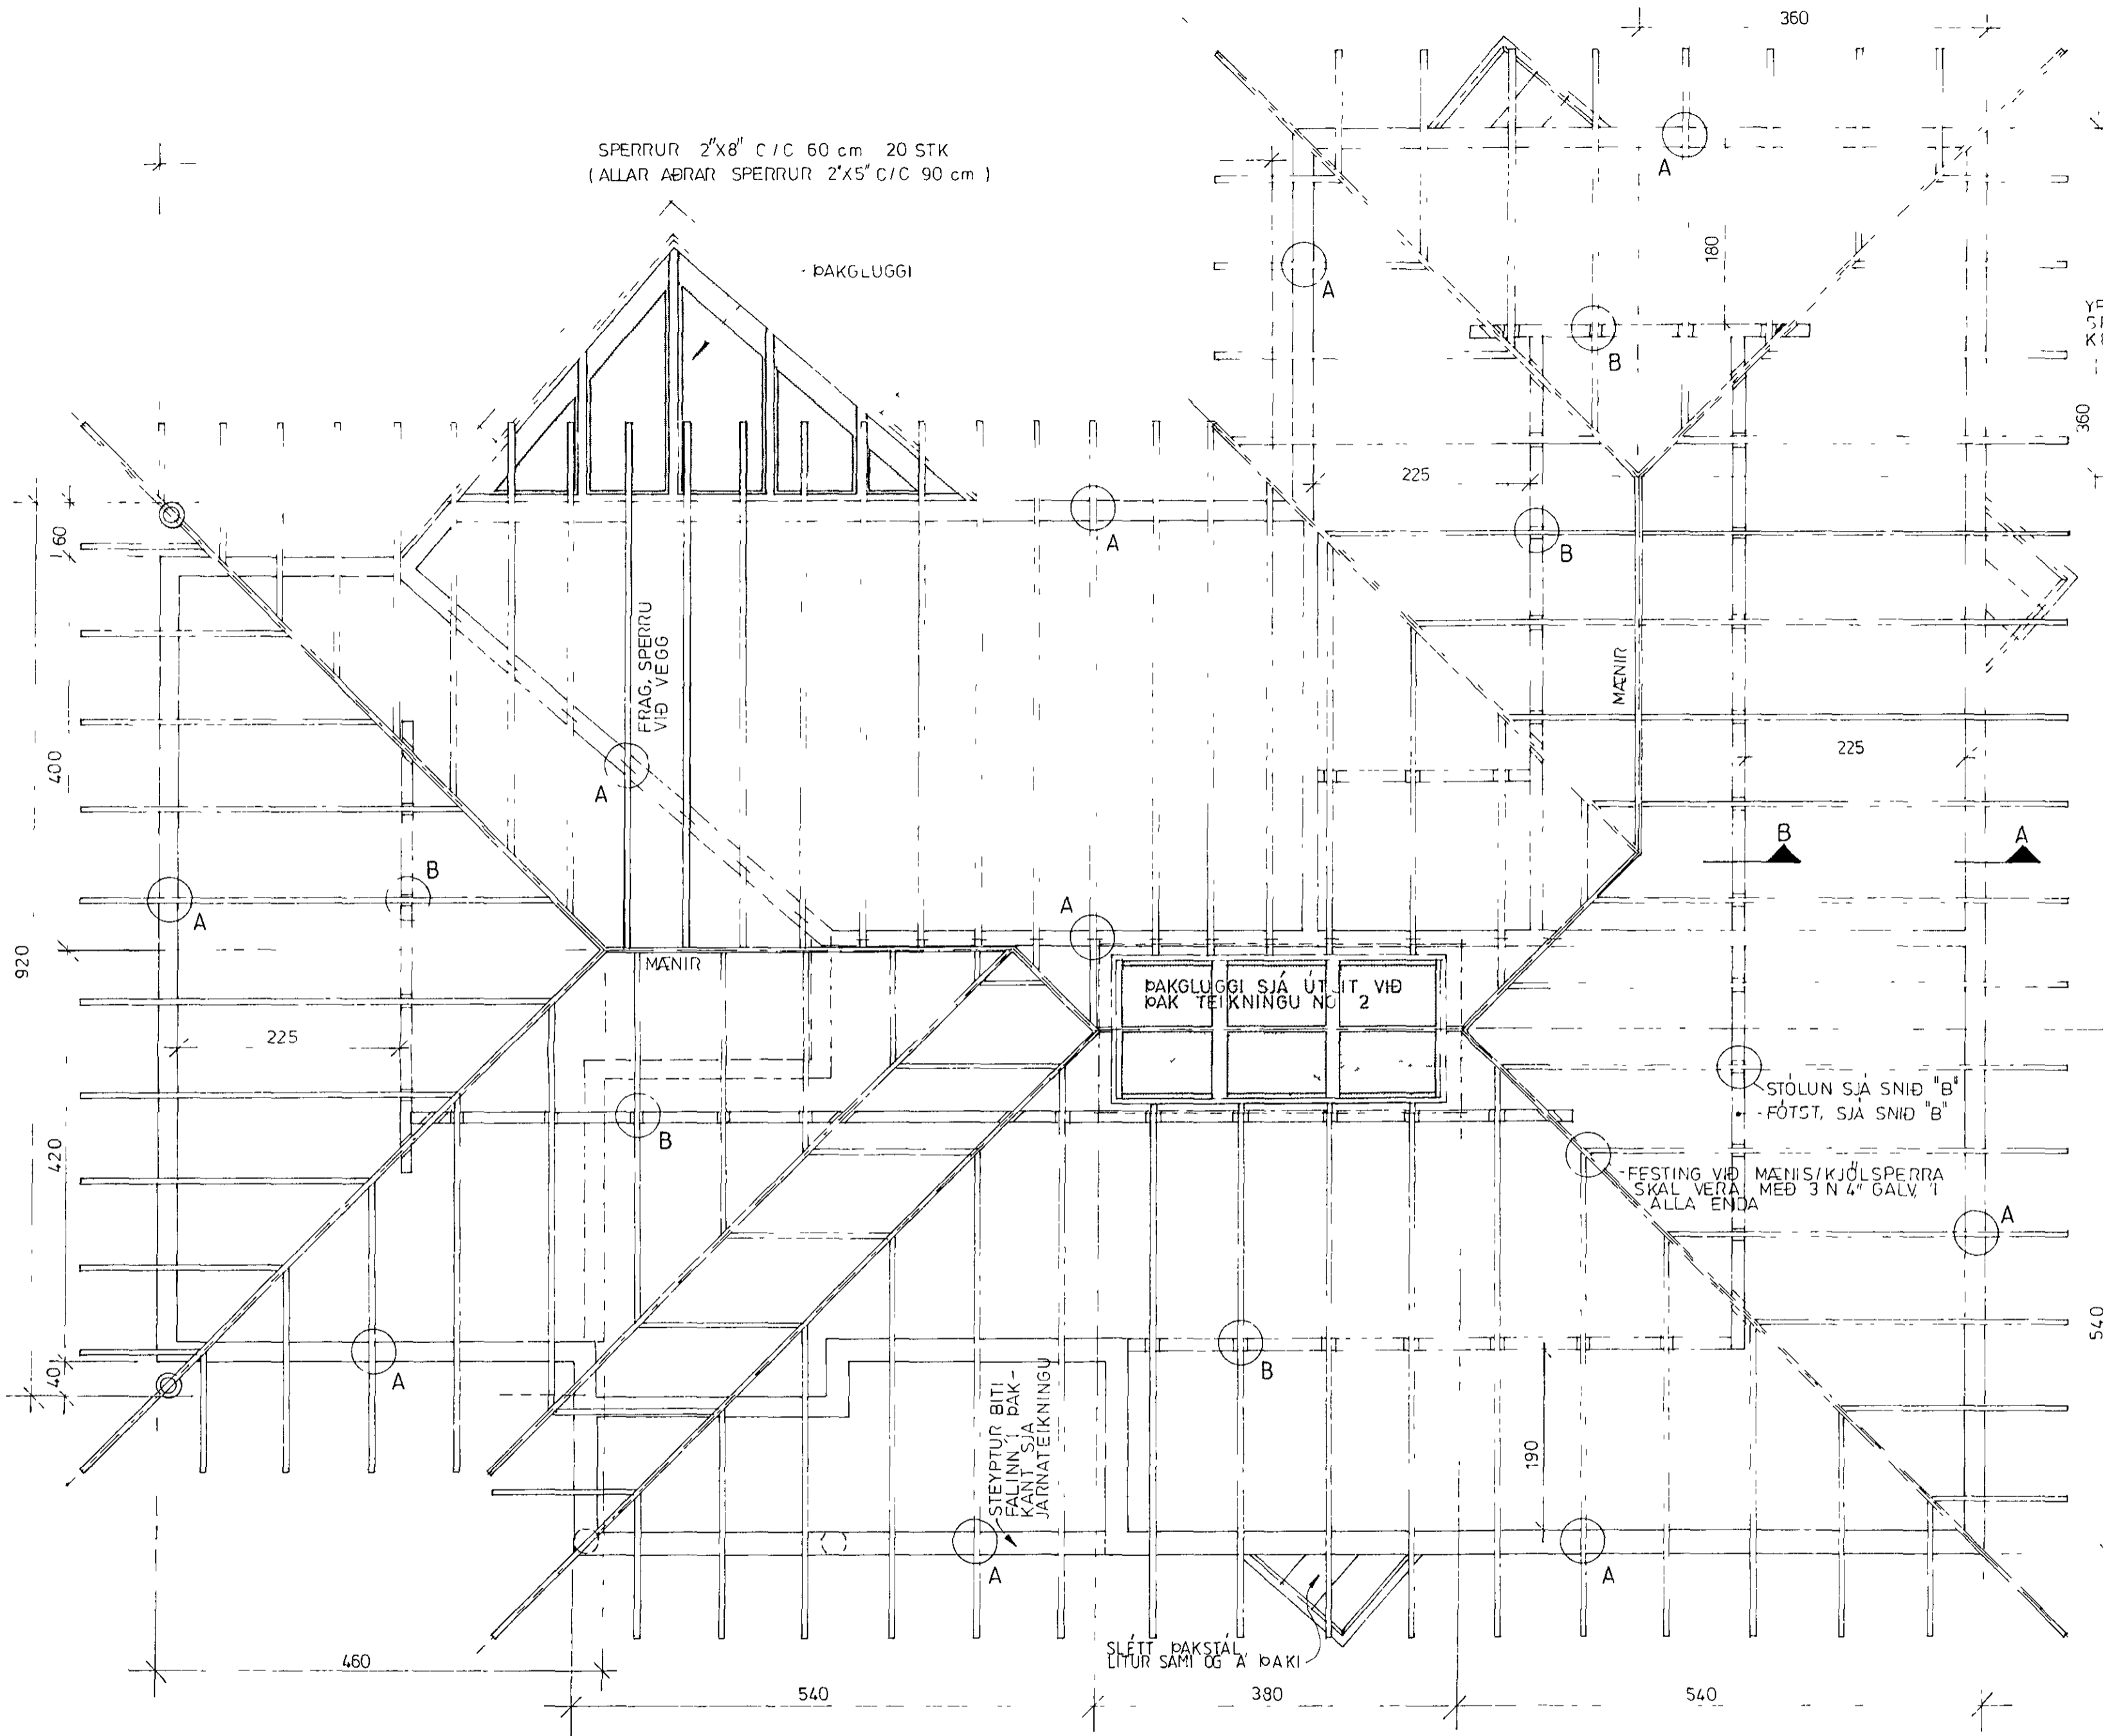 360
SPERRUR 2"X8" C/C 60 cm 20 STK
(ALLAR AÐRAR SPERRUR 2"X5" C/C 90 cm)
A
180
ÞAKGLUGGI
A
B
360
225
A
B
60
FRAG, SPERRU
VIÐ VEGG
MÆNIR
400
225
A
B
A
B
A
A
920
MÆNIR
ÞAKGLUGGI SJÁ ÚTLIT VIÐ
ÞAK TEIKNINGU NO 2
225
STÓLUN SJÁ SNIÐ "B"
FÓTST, SJÁ SNIÐ "B"
B
420
FESTING VIÐ MÆNIS/KJÖLSPERRA
SKAL VERA MEÐ 3 N 4" GALV, Í
ALLA ENDA
A
540
40
A
B
STEYPTUR BITI
FALINN Í ÞAK-
KANT SJÁ
JÁRNATEIKNINGU
190
A
A
SLÉTT ÞAKSTÁL,
LITUR SAMI OG Á ÞAKI
460
540
380
540